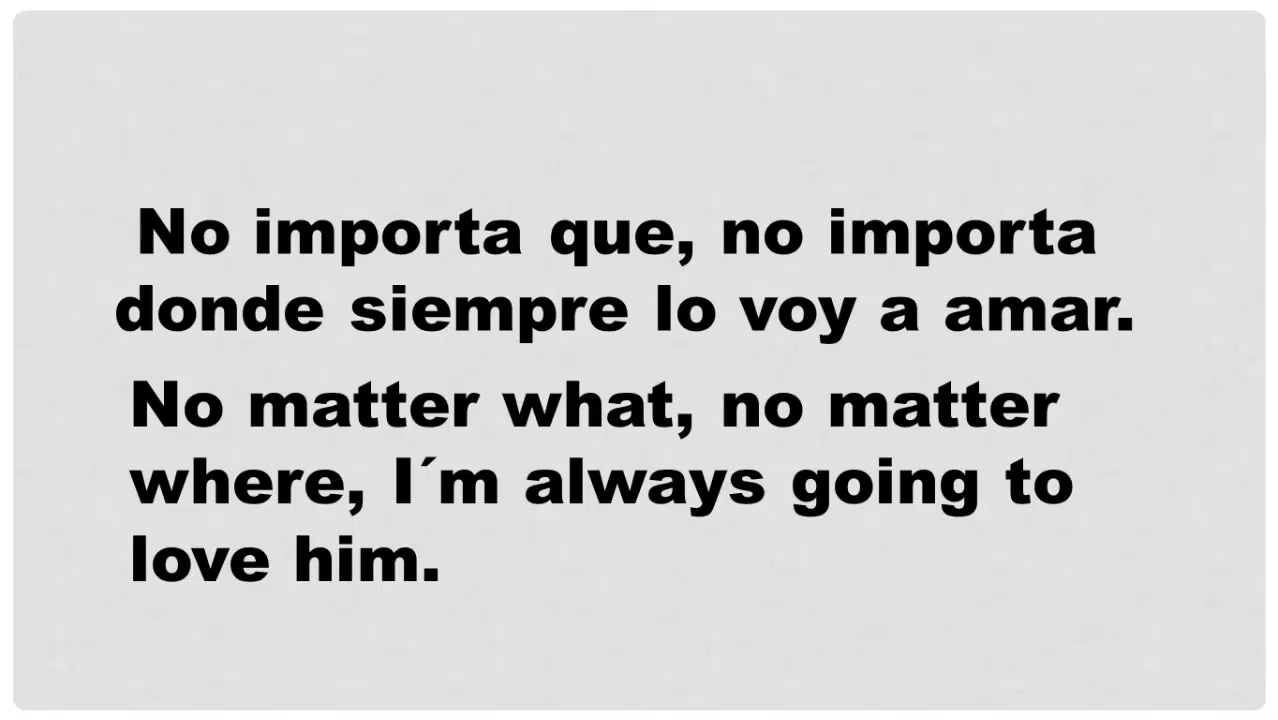 No importa que, no importa
donde siempre lo voy a amar.
No matter what, no matter
where, I´m always going to
love him.